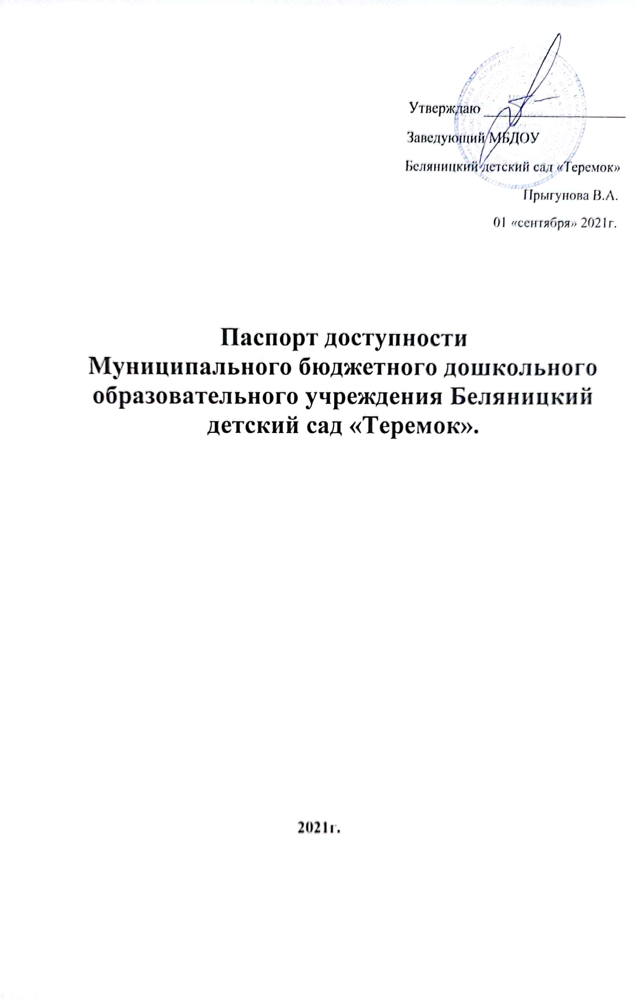 Утверждаю
Заведующий МБДОУ
Беляницкий детский сад «Теремок»
Прыгунова В.А.
01 «сентября» 2021г.
Паспорт доступности
Муниципального бюджетного дошкольного
образовательного учреждения Беляницкий
детский сад «Теремок».
2021г.